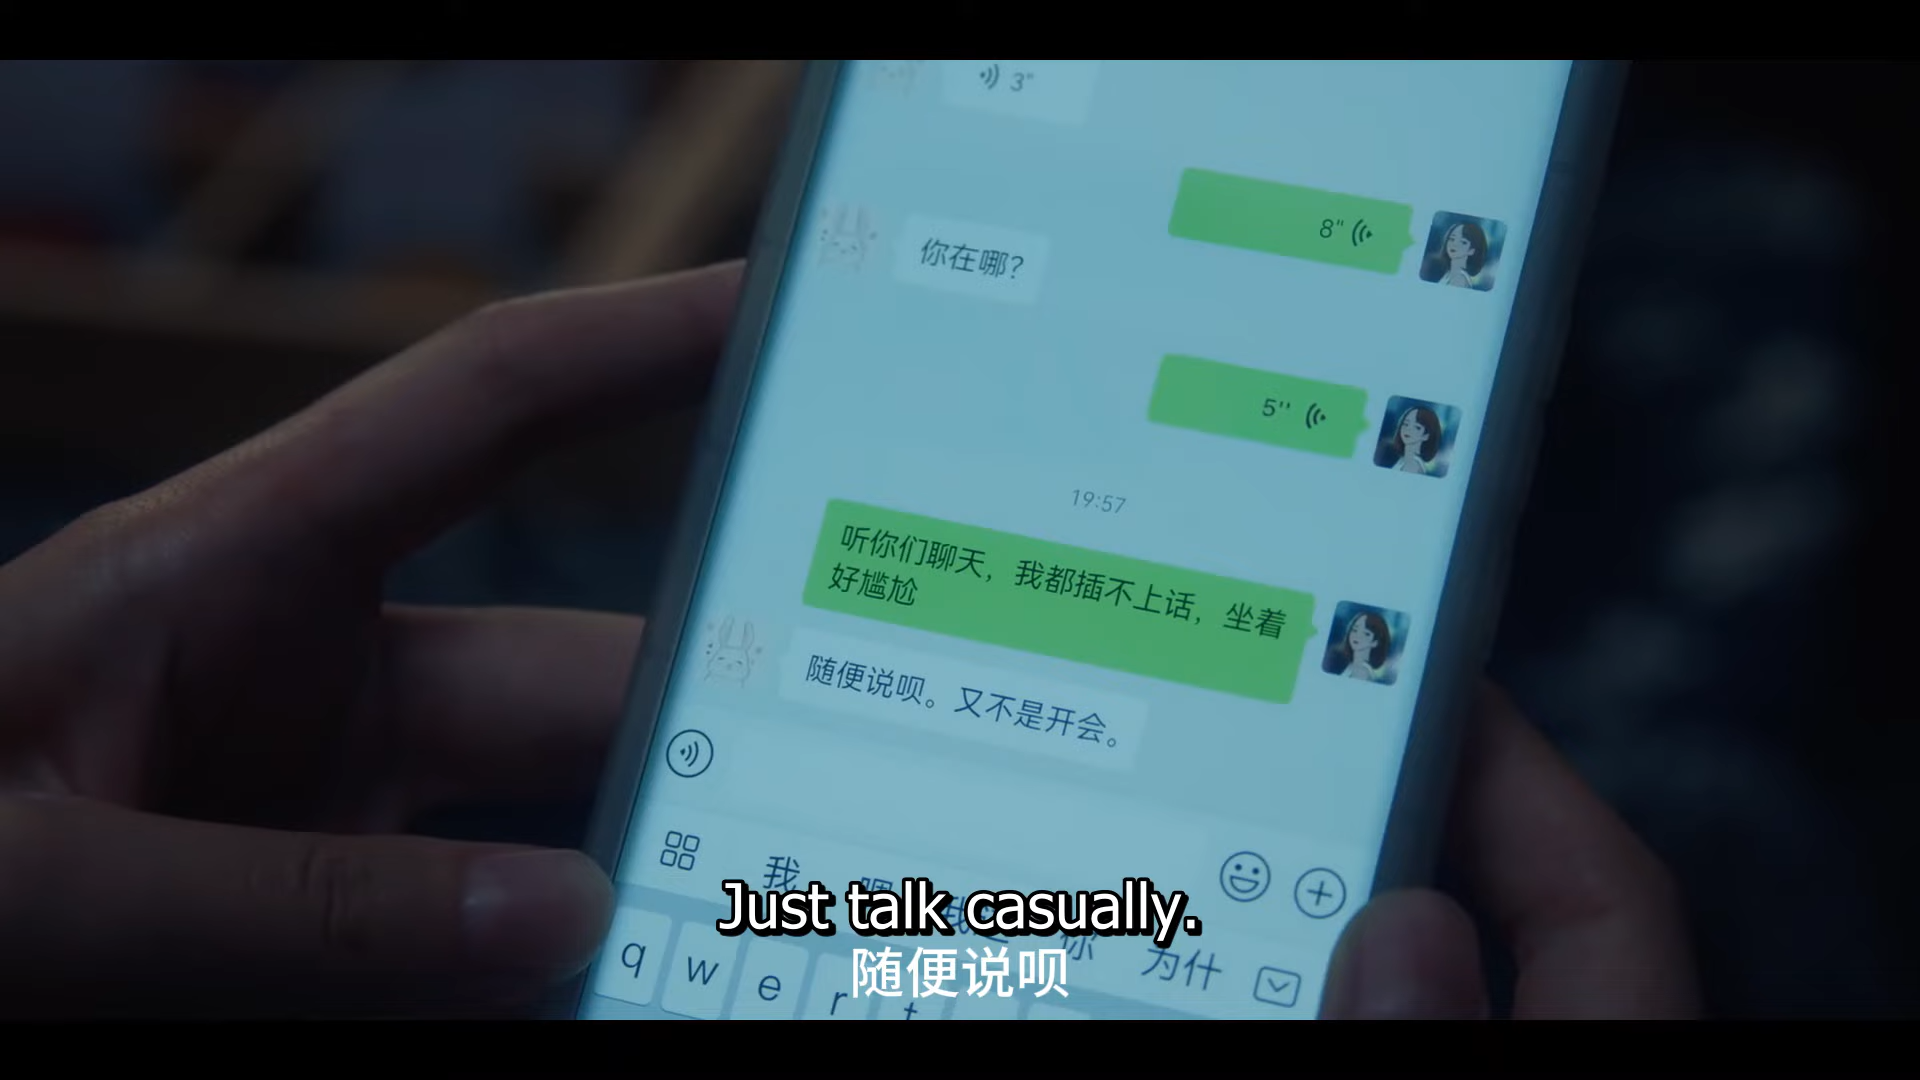 3"
8"
你在哪？
5''
19:57
听你们聊天，我都插不上话，坐着
好尴尬
随便说呗。又不是开会。
我
你
为什
Just talk casually.
随便说呗
q w e r t